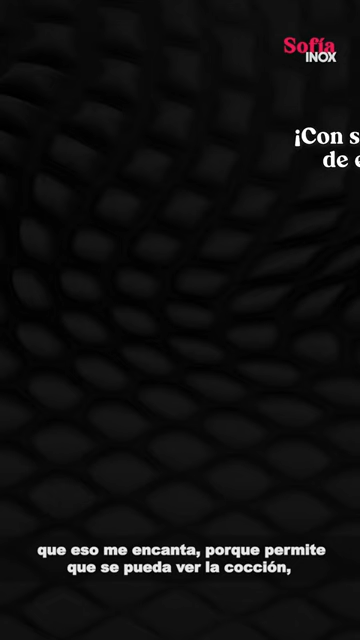 Sofía
INOX
¡Con s
de e
que eso me encanta, porque permite
que se pueda ver la cocción,